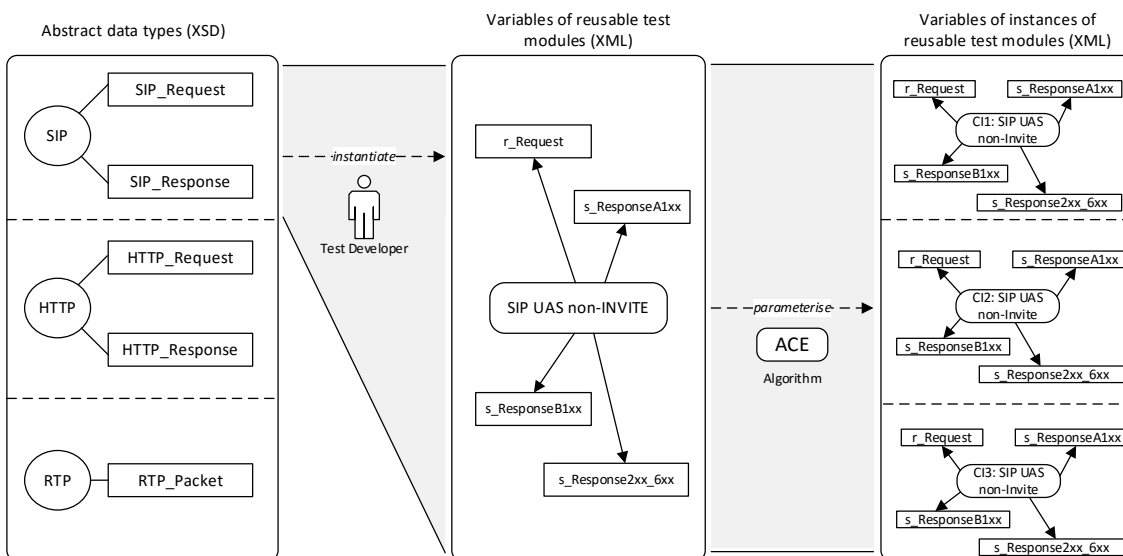 Abstract data types (XSD)
SIP
SIP_Request
SIP_Response
HTTP
HTTP_Request
HTTP_Response
RTP
RTP_Packet
instantiate
Test Developer
Variables of reusable test
modules (XML)
r_Request
s_ResponseA1xx
SIP UAS non-INVITE
s_ResponseB1xx
s_Response2xx_6xx
parameterise
ACE
Algorithm
Variables of instances of
reusable test modules (XML)
r_Request
s_ResponseA1xx
CI1: SIP UAS
non-Invite
s_ResponseB1xx
s_Response2xx_6xx
r_Request
s_ResponseA1xx
CI2: SIP UAS
non-Invite
s_ResponseB1xx
s_Response2xx_6xx
r_Request
s_ResponseA1xx
CI3: SIP UAS
non-Invite
s_ResponseB1xx
s_Response2xx_6xx